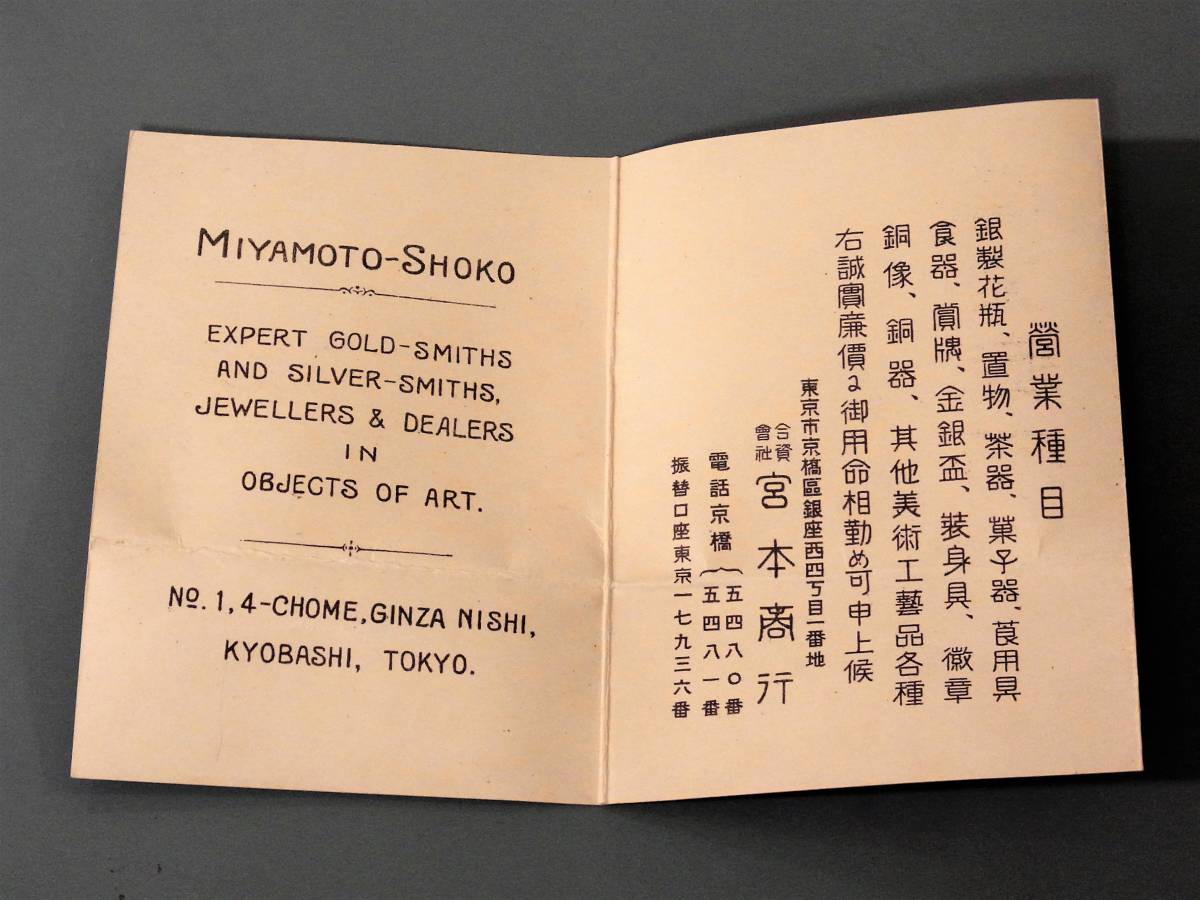 MIYAMOTO-SHOKO
EXPERT GOLD-SMITHS
AND SILVER-SMITHS,
JEWELLERS & DEALERS
IN
OBJECTS OF ART.
No. 1, 4-CHOME, GINZA NISHI,
KYOBASHI, TOKYO.
營業種目
銀製花瓶、置物、茶器、菓子器、莨用具
食器、賞牌、金銀盃、裝身具、徽章
銅像、銅器、其他美術工藝品各種
右誠實廉價ニ御用命相勤め可申上候
東京市京橋區銀座西四丁目一番地
合資會社 宮本商行
電話京橋{五四八〇番
五四八一番
振替口座東京一七九三六番